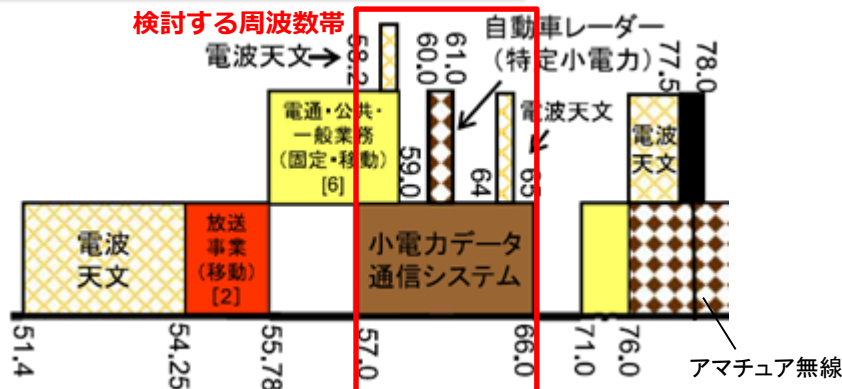 検討する周波数帯
電波天文→
58.2
60.0
61.0
自動車レーダー
（特定小電力）
77.5
78.0
電通・公共・
一般業務
（固定・移動）
[6]
59.0
64
65
電波天文
電波
天文
電波
天文
放送
事業
（移動）
[2]
小電力データ
通信システム
51.4
54.25
55.78
57.0
66.0
71.0
76.0
アマチュア無線